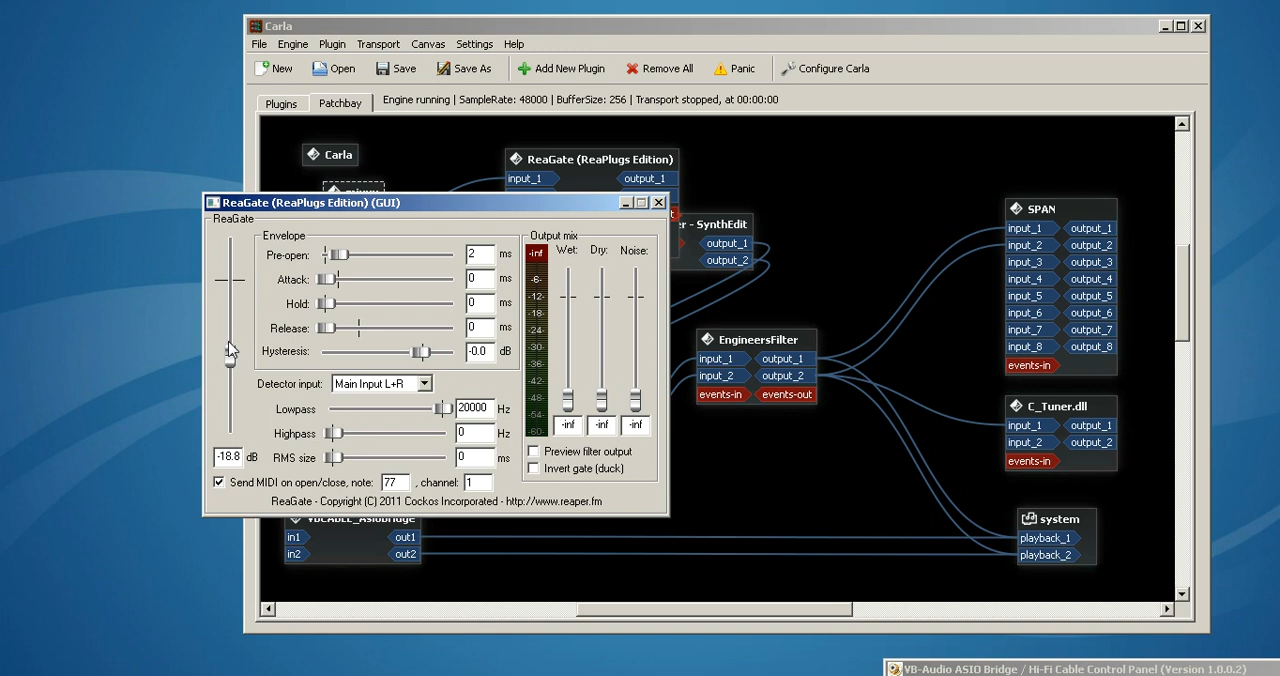 Carla
File Engine Plugin Transport Canvas Settings Help
New Open Save Save As Add New Plugin Remove All Panic Configure Carla
Plugins Patchbay Engine running | SampleRate: 48000 | BufferSize: 256 | Transport stopped, at 00:00:00
Carla
ReaGate (ReaPlugs Edition)
input_1 output_1
ReaGate (ReaPlugs Edition) (GUI)
ReaGate
Envelope
Pre-open: 2 ms
Attack: 0 ms
Hold: 0 ms
Release: 0 ms
Hysteresis: -0.0 dB
Detector input: Main Input L+R
Lowpass 20000 Hz
Highpass 0 Hz
-18.8 dB RMS size 0 ms
Send MIDI on open/close, note: 77 , channel: 1
ReaGate - Copyright (C) 2011 Cockos Incorporated - http://www.reaper.fm
Output mix
-inf Wet: Dry: Noise:
-6-
-12-
-18-
-24-
-30-
-36-
-42-
-48-
-54-
-60-
-inf -inf -inf
Preview filter output
Invert gate (duck)
- SynthEdit
output_1
output_2
EngineersFilter
input_1 output_1
input_2 output_2
events-in events-out
SPAN
input_1 output_1
input_2 output_2
input_3 output_3
input_4 output_4
input_5 output_5
input_6 output_6
input_7 output_7
input_8 output_8
events-in
C_Tuner.dll
input_1 output_1
input_2 output_2
events-in
system
playback_1
playback_2
VBCABLE_AsioBridge
in1 out1
in2 out2
VB-Audio ASIO Bridge / Hi-Fi Cable Control Panel (Version 1.0.0.2)